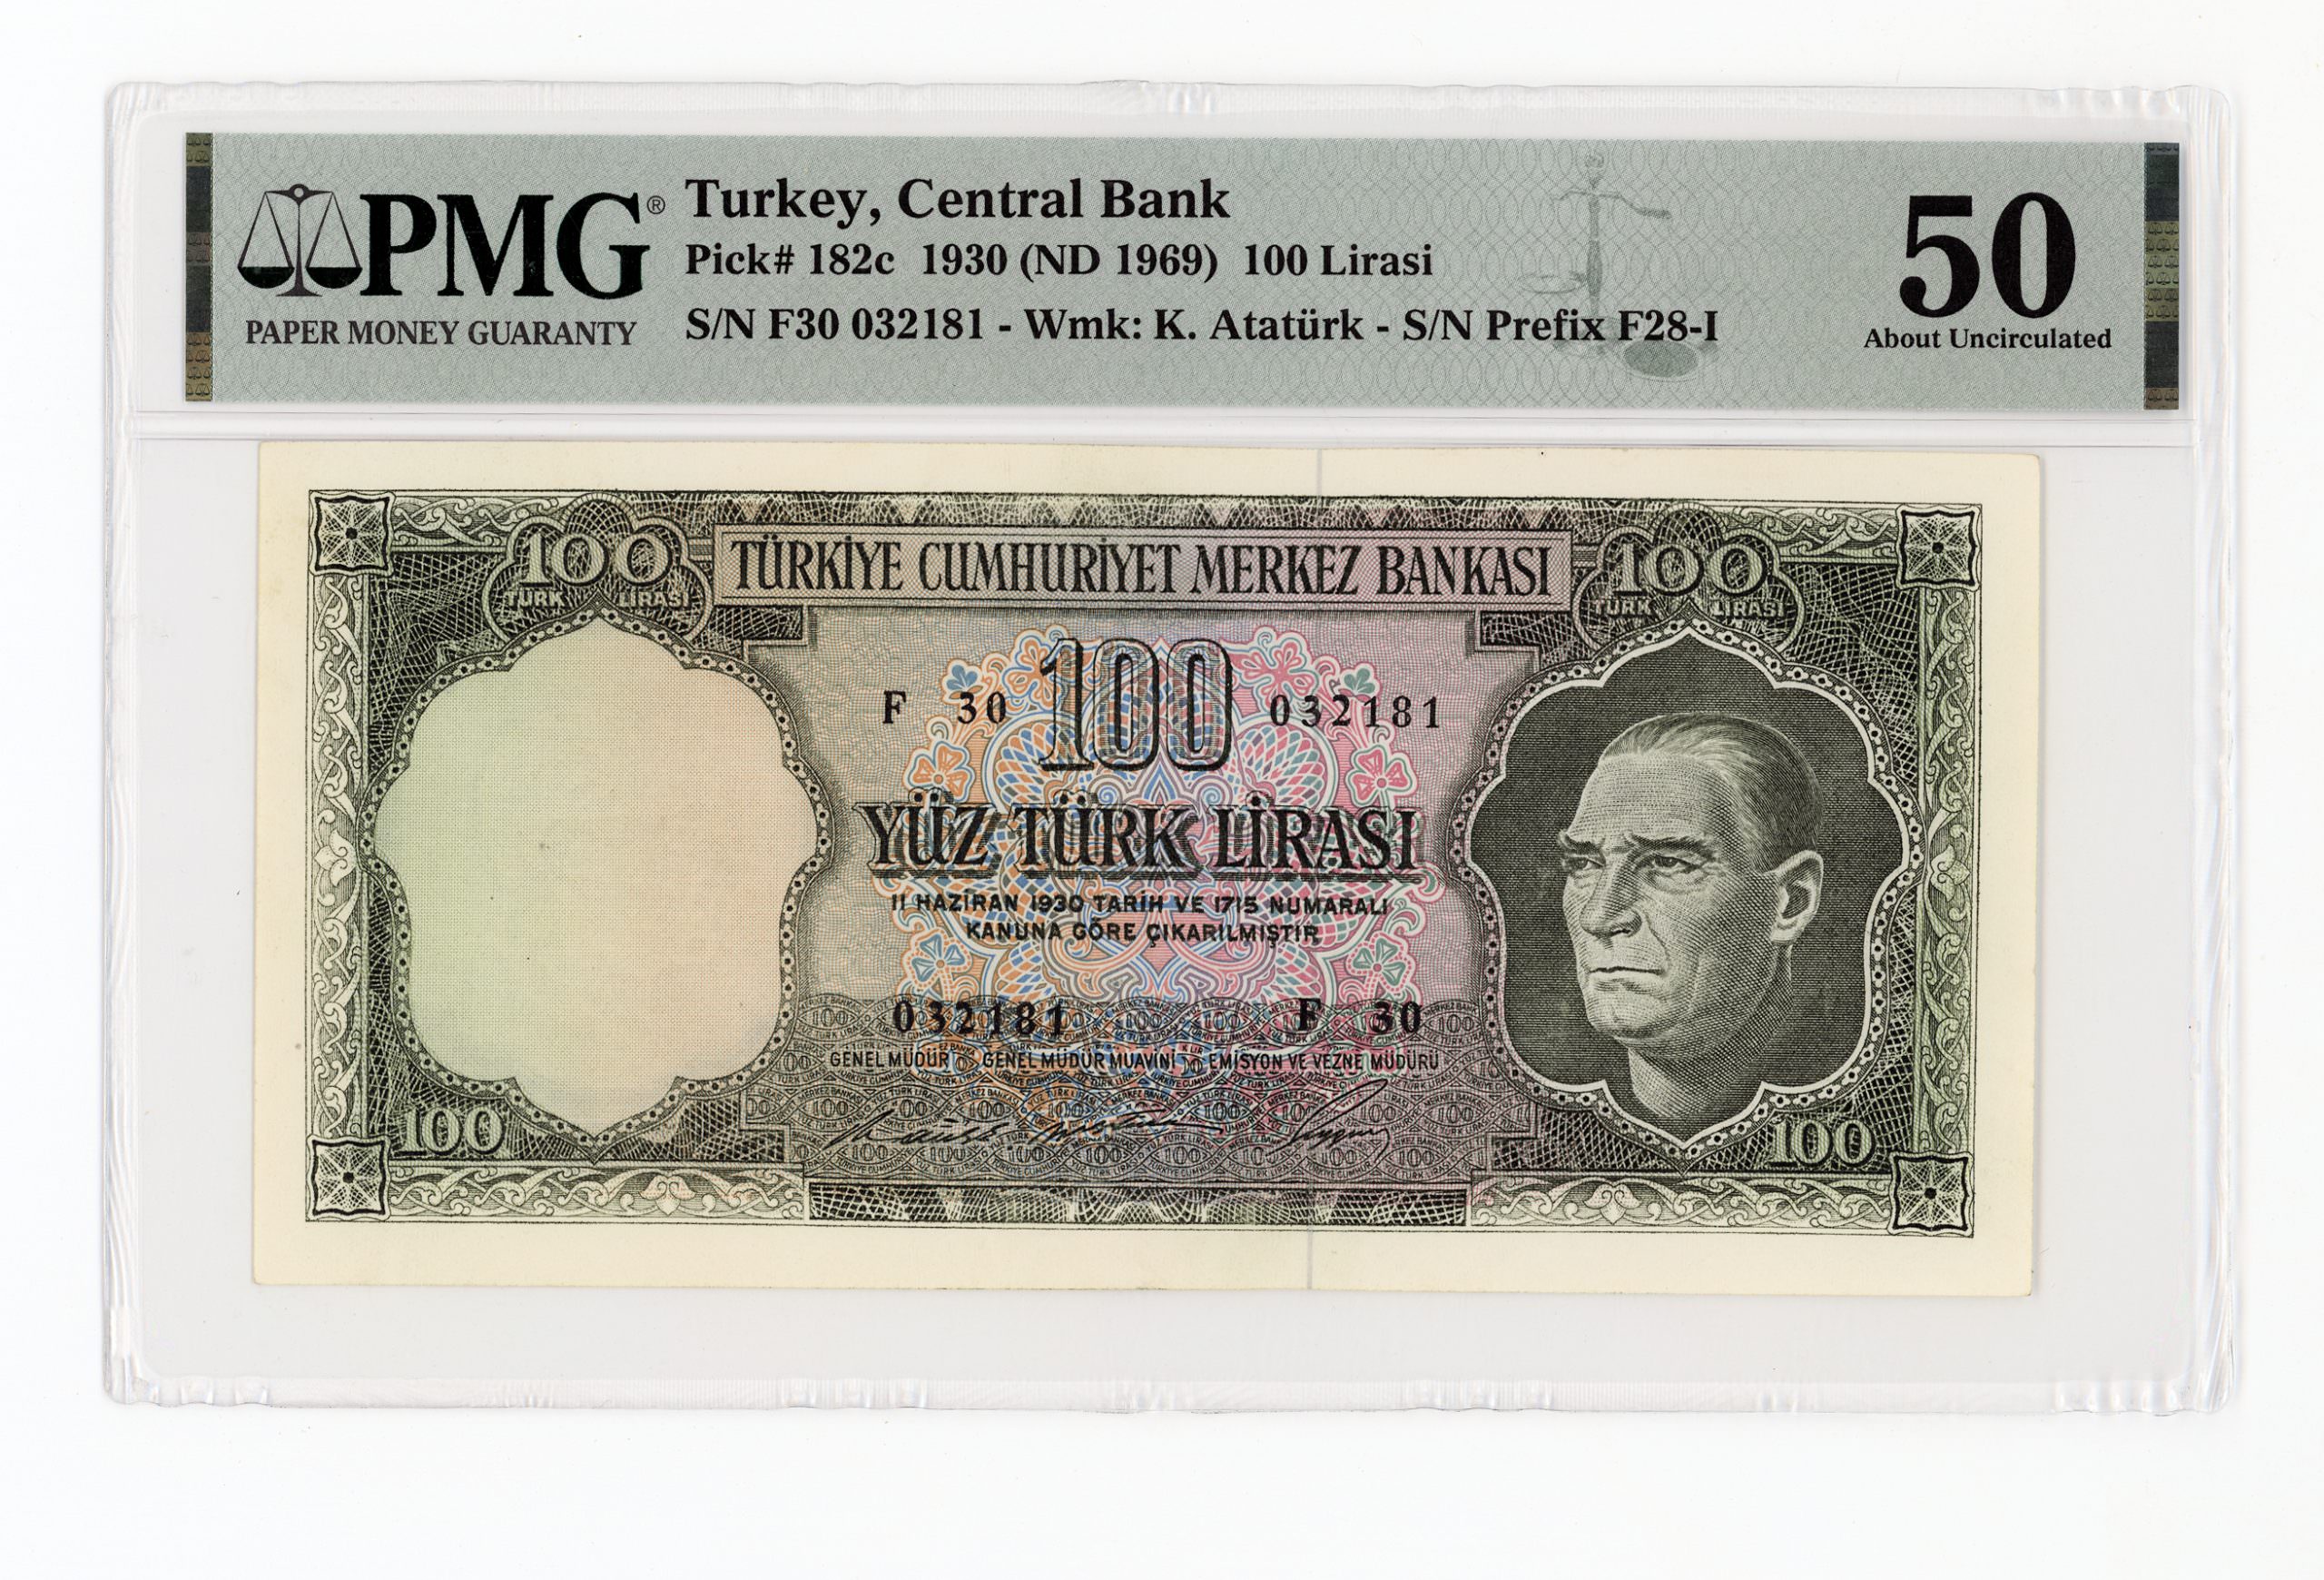 PMG®
PAPER MONEY GUARANTY
Turkey, Central Bank
Pick# 182c 1930 (ND 1969) 100 Lirasi
S/N F30 032181 - Wmk: K. Atatürk - S/N Prefix F28-I
50
About Uncirculated
100
TÜRK LİRASI
TÜRKİYE CUMHURİYET MERKEZ BANKASI
100
TÜRK LİRASI
F 30
100
032181
YÜZ TÜRK LİRASI
11 HAZİRAN 1930 TARİH VE 1715 NUMARALI
KANUNA GÖRE ÇIKARILMIŞTIR
032181
F 30
GENEL MÜDÜR GENEL MÜDÜR MUAVİNİ EMİSYON VE VEZNE MÜDÜRÜ
100
100